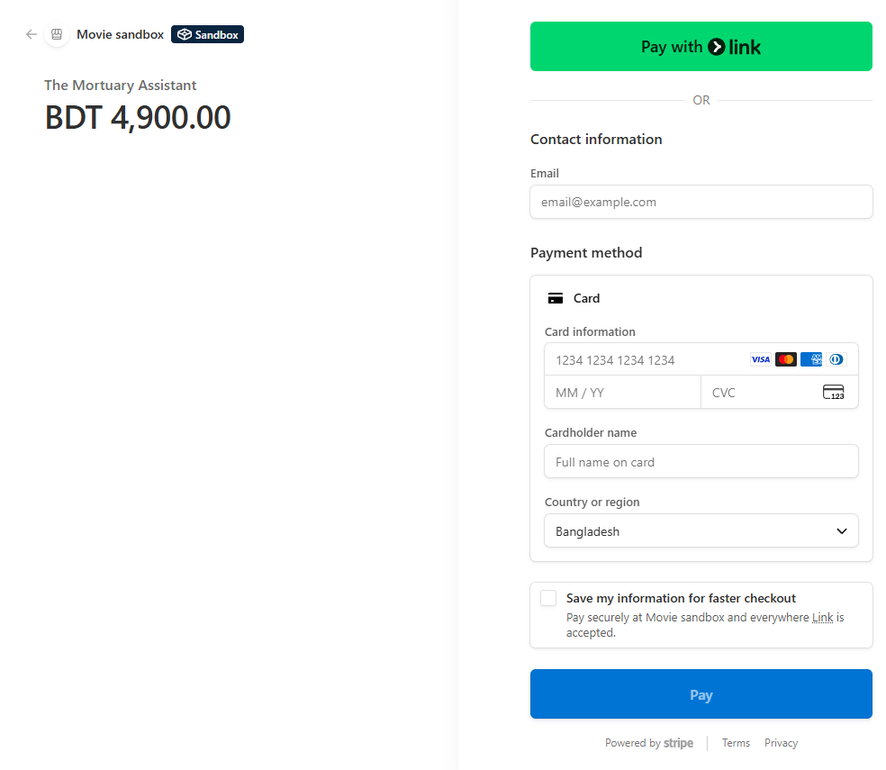 Movie sandbox Sandbox
The Mortuary Assistant
BDT 4,900.00
Pay with link
OR
Contact information
Email
email@example.com
Payment method
Card
Card information
1234 1234 1234 1234 VISA
MM / YY CVC 123
Cardholder name
Full name on card
Country or region
Bangladesh
Save my information for faster checkout
Pay securely at Movie sandbox and everywhere Link is
accepted.
Pay
Powered by stripe Terms Privacy